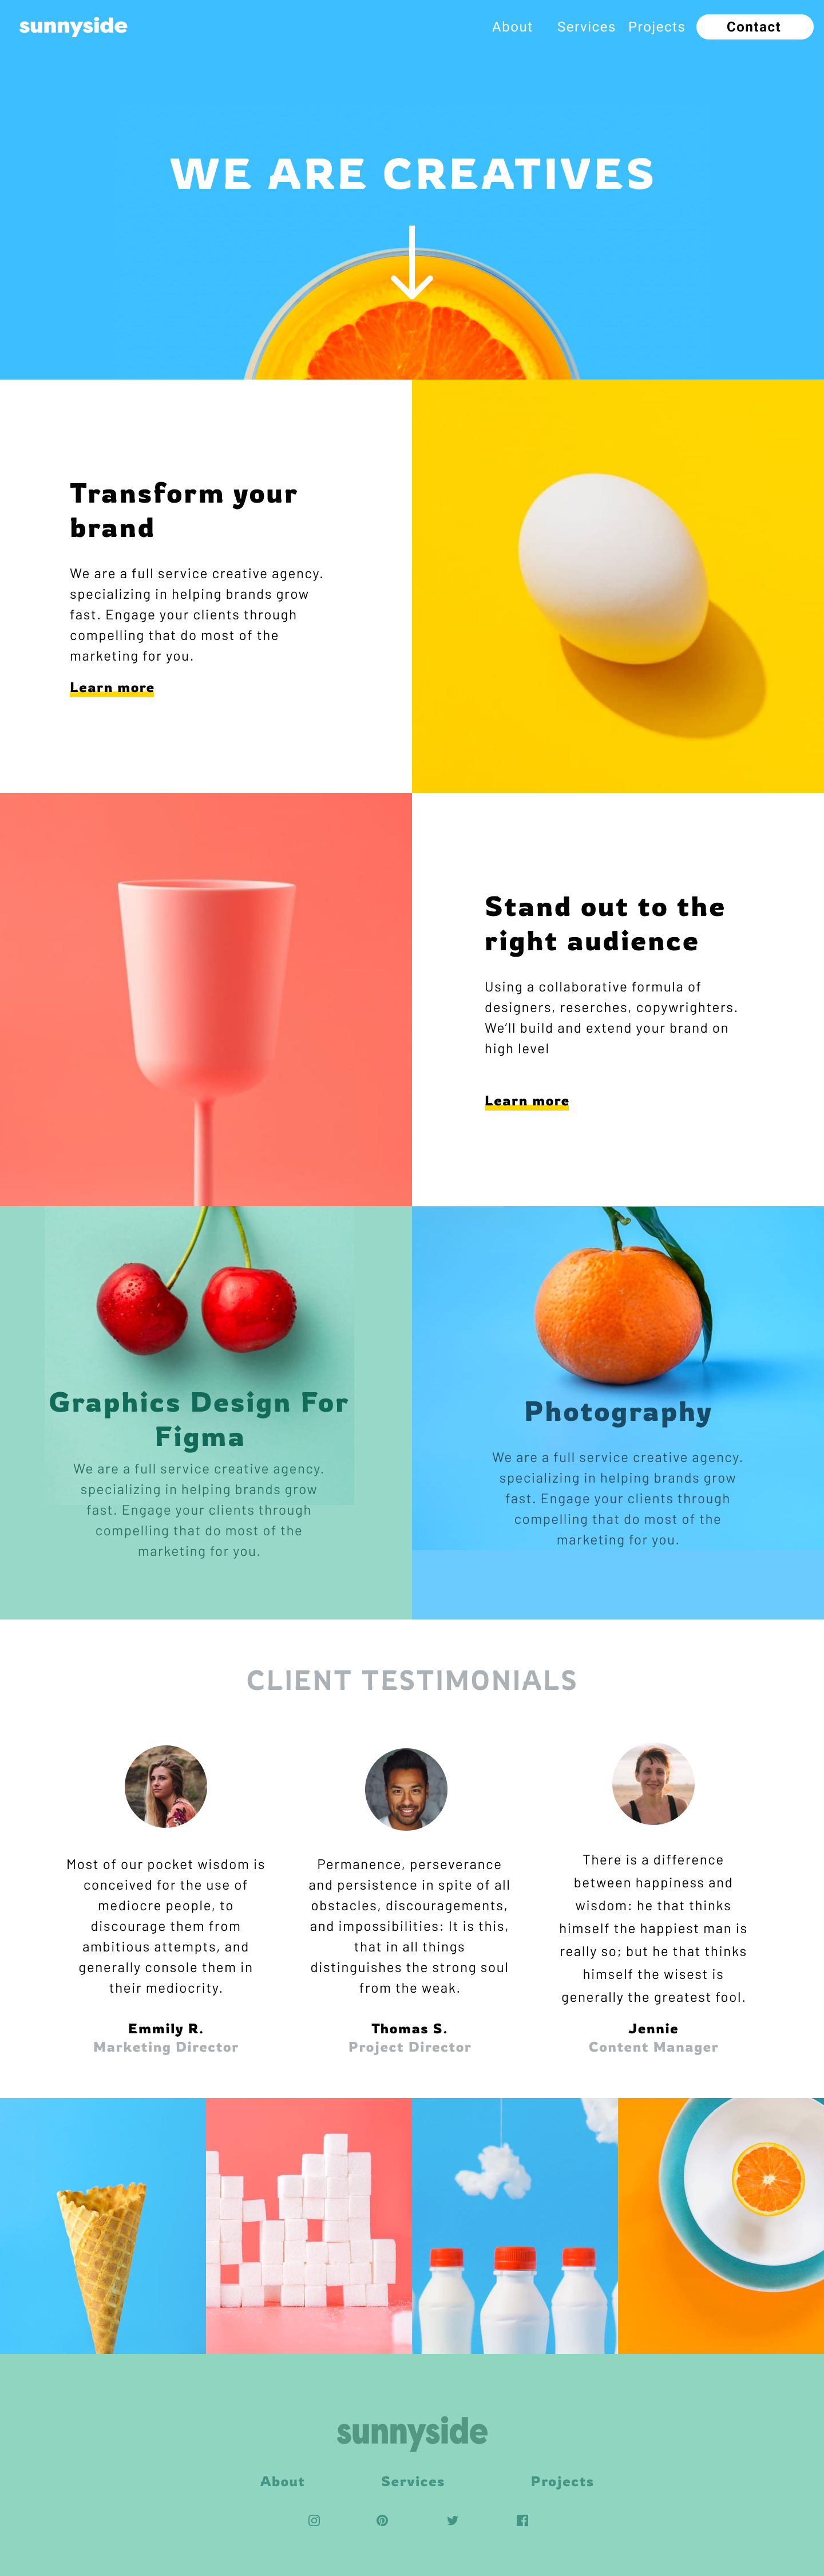 sunnyside
About Services Projects Contact
WE ARE CREATIVES
Transform your
brand
We are a full service creative agency.
specializing in helping brands grow
fast. Engage your clients through
compelling that do most of the
marketing for you.
Learn more
Stand out to the
right audience
Using a collaborative formula of
designers, reserches, copywrighters.
We'll build and extend your brand on
high level
Learn more
Graphics Design For
Figma
We are a full service creative agency.
specializing in helping brands grow
fast. Engage your clients through
compelling that do most of the
marketing for you.
Photography
We are a full service creative agency.
specializing in helping brands grow
fast. Engage your clients through
compelling that do most of the
marketing for you.
CLIENT TESTIMONIALS
Most of our pocket wisdom is
conceived for the use of
mediocre people, to
discourage them from
ambitious attempts, and
generally console them in
their mediocrity.
Emmily R.
Marketing Director
Permanence, perseverance
and persistence in spite of all
obstacles, discouragements,
and impossibilities: It is this,
that in all things
distinguishes the strong soul
from the weak.
Thomas S.
Project Director
There is a difference
between happiness and
wisdom: he that thinks
himself the happiest man is
really so; but he that thinks
himself the wisest is
generally the greatest fool.
Jennie
Content Manager
sunnyside
About Services Projects